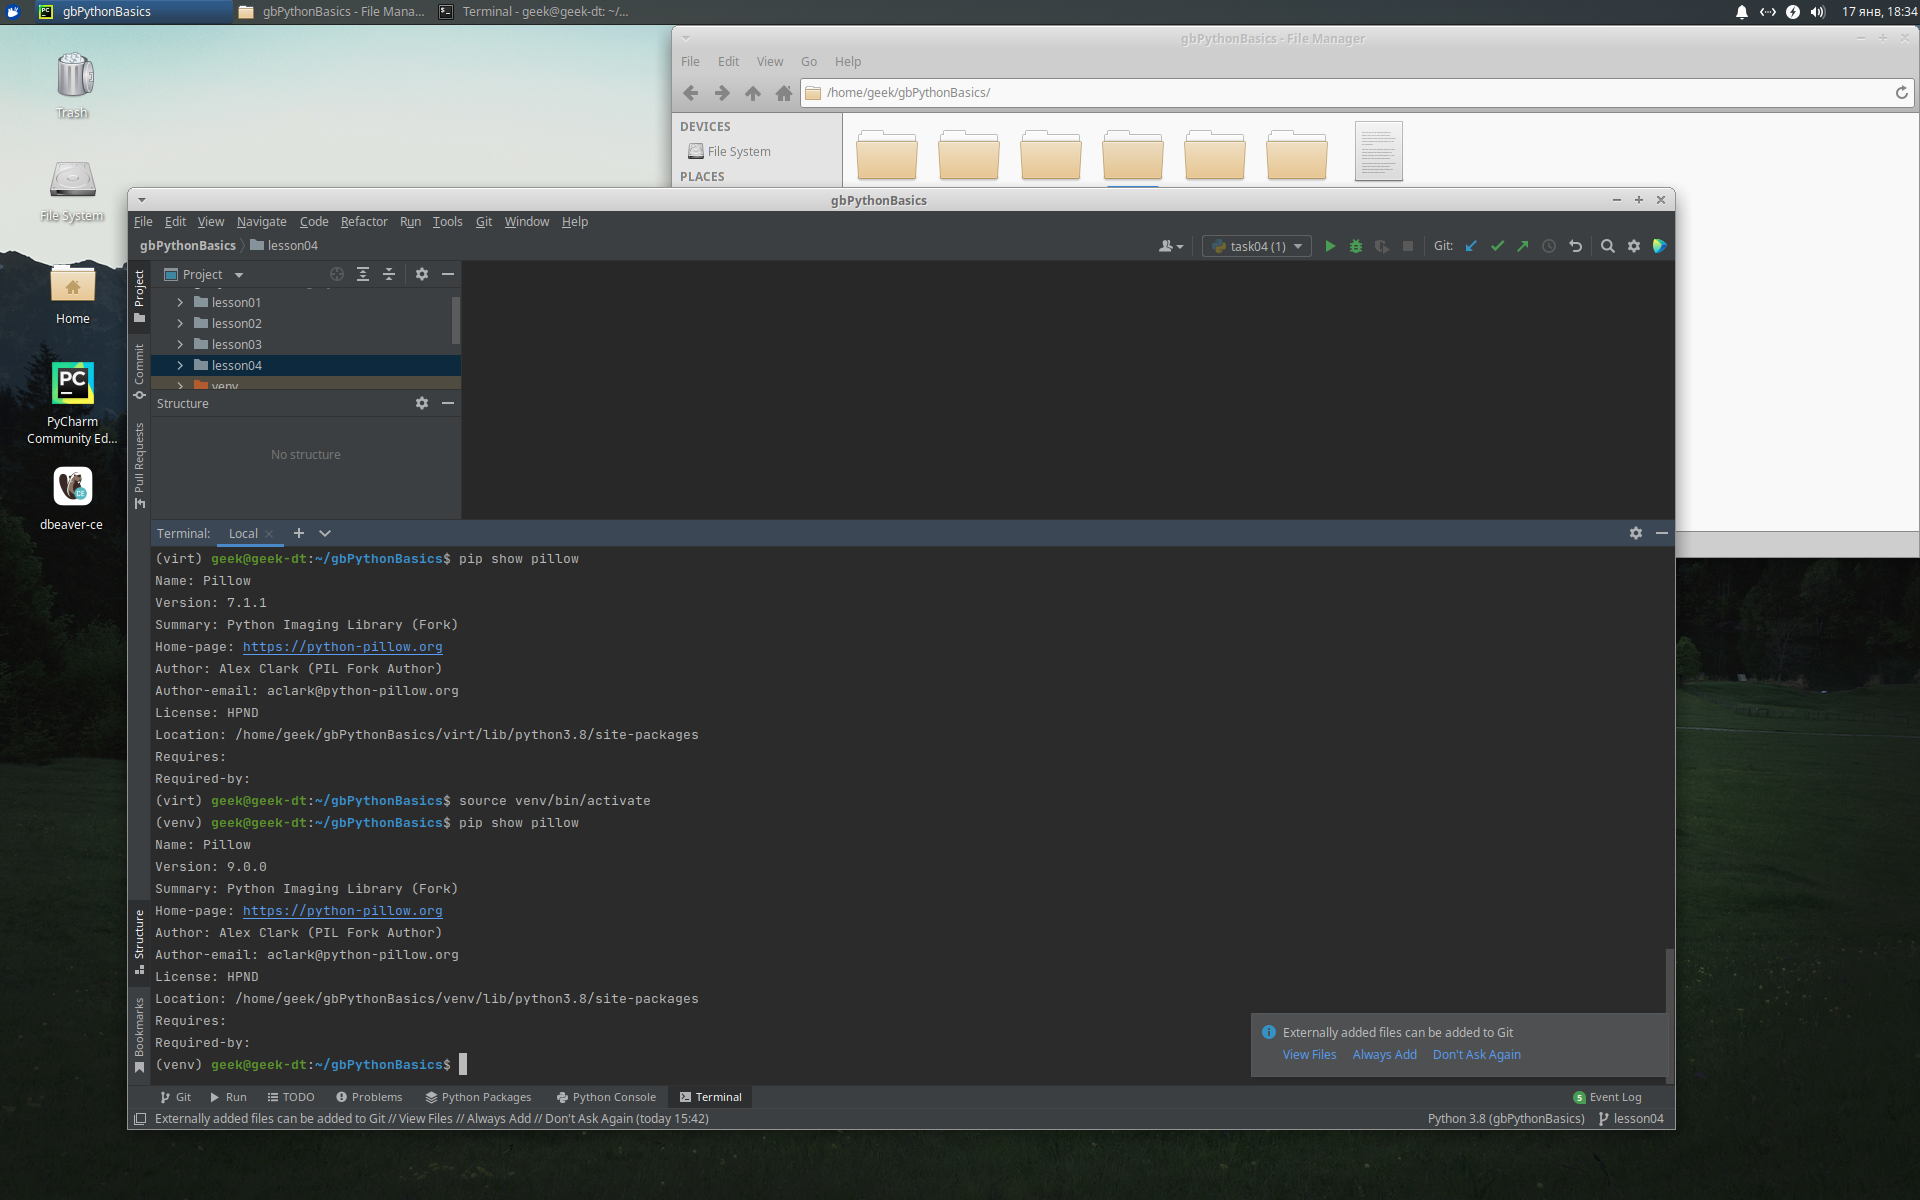 gbPythonBasics
gbPythonBasics - File Mana...
Terminal - geek@geek-dt: ~/...
17 янв, 18:34
Trash
File System
Home
PyCharm
Community Ed...
dbeaver-ce
gbPythonBasics - File Manager
File Edit View Go Help
/home/geek/gbPythonBasics/
DEVICES
File System
PLACES
gbPythonBasics
File Edit View Navigate Code Refactor Run Tools Git Window Help
gbPythonBasics lesson04
task04 (1)
Git:
Project
Commit
Pull Requests
Structure
Bookmarks
Project
lesson01
lesson02
lesson03
lesson04
venv
Structure
No structure
Terminal: Local
(virt) geek@geek-dt:~/gbPythonBasics$ pip show pillow
Name: Pillow
Version: 7.1.1
Summary: Python Imaging Library (Fork)
Home-page: https://python-pillow.org
Author: Alex Clark (PIL Fork Author)
Author-email: aclark@python-pillow.org
License: HPND
Location: /home/geek/gbPythonBasics/virt/lib/python3.8/site-packages
Requires:
Required-by:
(virt) geek@geek-dt:~/gbPythonBasics$ source venv/bin/activate
(venv) geek@geek-dt:~/gbPythonBasics$ pip show pillow
Name: Pillow
Version: 9.0.0
Summary: Python Imaging Library (Fork)
Home-page: https://python-pillow.org
Author: Alex Clark (PIL Fork Author)
Author-email: aclark@python-pillow.org
License: HPND
Location: /home/geek/gbPythonBasics/venv/lib/python3.8/site-packages
Requires:
Required-by:
(venv) geek@geek-dt:~/gbPythonBasics$
Externally added files can be added to Git
View Files Always Add Don't Ask Again
Git Run TODO Problems Python Packages Python Console Terminal
5 Event Log
Externally added files can be added to Git // View Files // Always Add // Don't Ask Again (today 15:42)
Python 3.8 (gbPythonBasics) lesson04